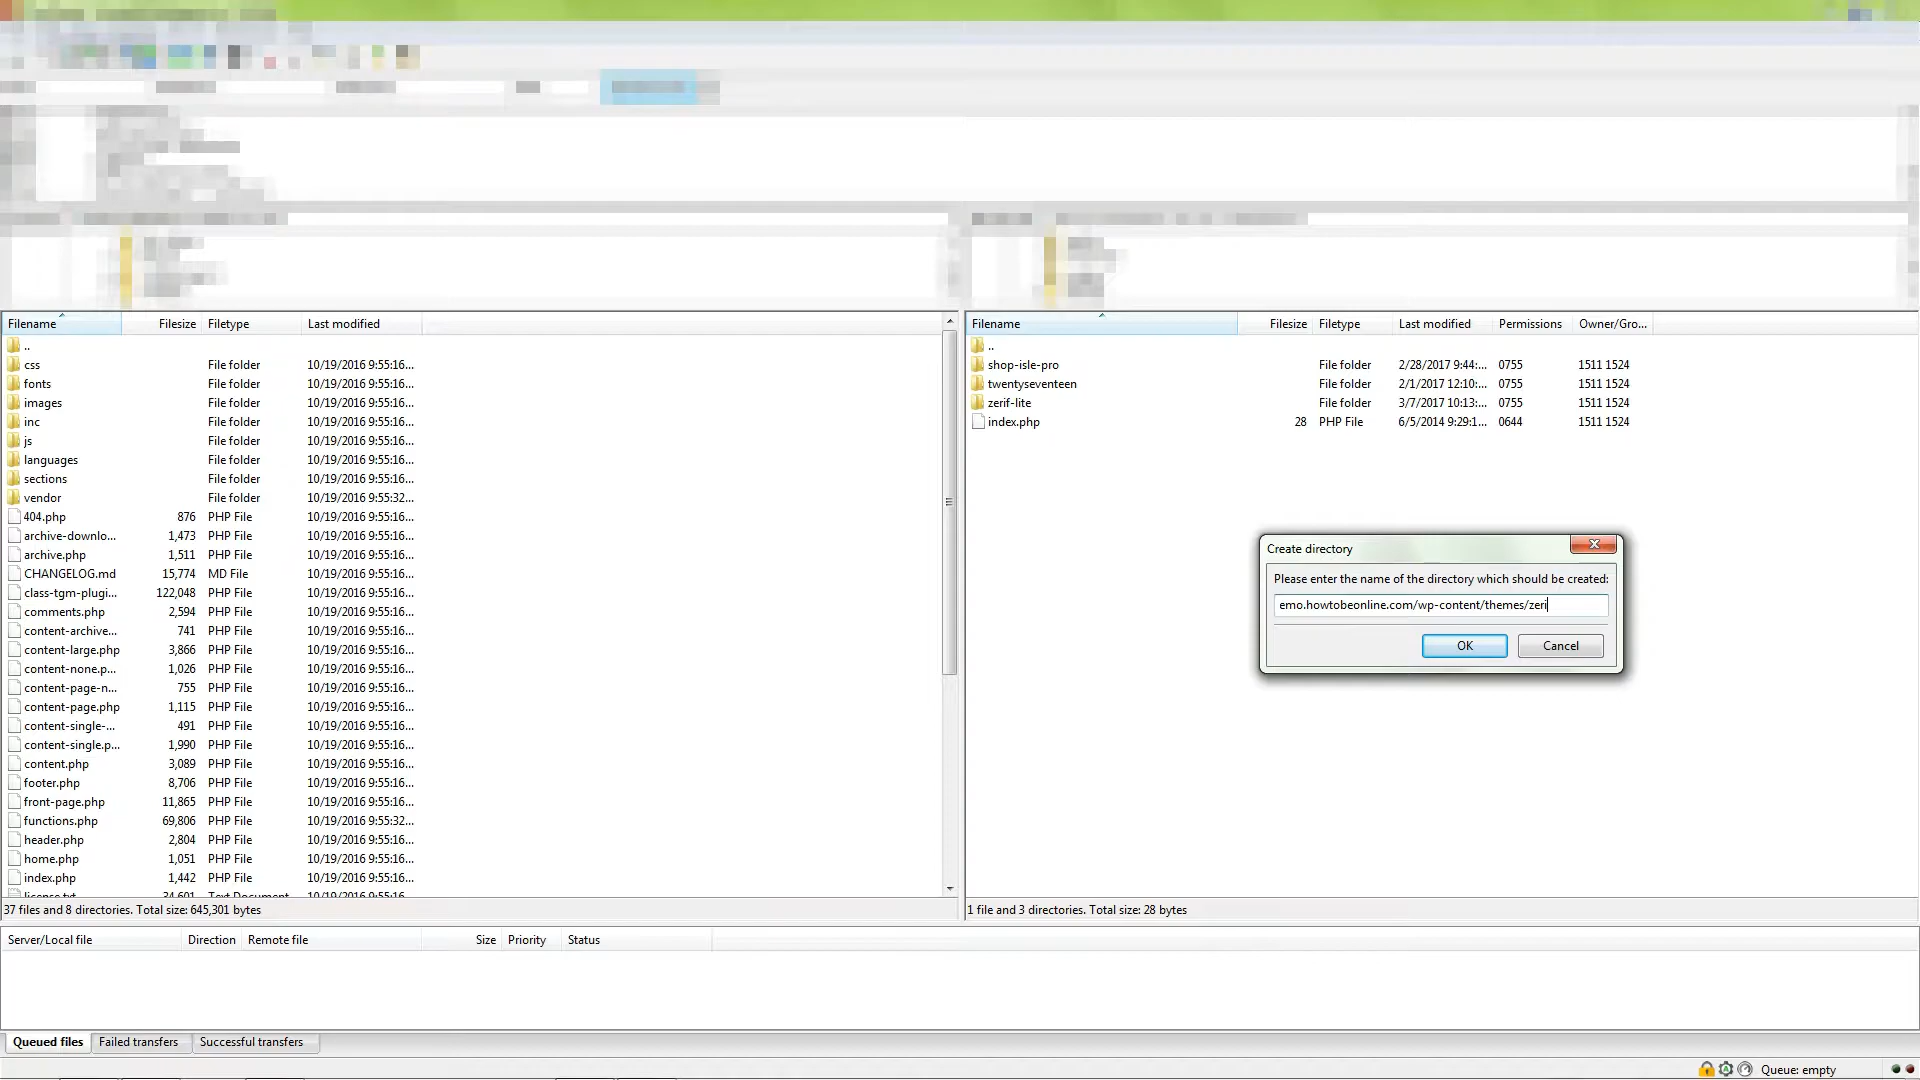 Filename Filesize Filetype Last modified
..
css File folder 10/19/2016 9:55:16...
fonts File folder 10/19/2016 9:55:16...
images File folder 10/19/2016 9:55:16...
inc File folder 10/19/2016 9:55:16...
js File folder 10/19/2016 9:55:16...
languages File folder 10/19/2016 9:55:16...
sections File folder 10/19/2016 9:55:16...
vendor File folder 10/19/2016 9:55:32...
404.php 876 PHP File 10/19/2016 9:55:16...
archive-downlo... 1,473 PHP File 10/19/2016 9:55:16...
archive.php 1,511 PHP File 10/19/2016 9:55:16...
CHANGELOG.md 15,774 MD File 10/19/2016 9:55:16...
class-tgm-plugi... 122,048 PHP File 10/19/2016 9:55:16...
comments.php 2,594 PHP File 10/19/2016 9:55:16...
content-archive... 741 PHP File 10/19/2016 9:55:16...
content-large.php 3,866 PHP File 10/19/2016 9:55:16...
content-none.p... 1,026 PHP File 10/19/2016 9:55:16...
content-page-n... 755 PHP File 10/19/2016 9:55:16...
content-page.php 1,115 PHP File 10/19/2016 9:55:16...
content-single-... 491 PHP File 10/19/2016 9:55:16...
content-single.p... 1,990 PHP File 10/19/2016 9:55:16...
content.php 3,089 PHP File 10/19/2016 9:55:16...
footer.php 8,706 PHP File 10/19/2016 9:55:16...
front-page.php 11,865 PHP File 10/19/2016 9:55:16...
functions.php 69,806 PHP File 10/19/2016 9:55:32...
header.php 2,804 PHP File 10/19/2016 9:55:16...
home.php 1,051 PHP File 10/19/2016 9:55:16...
index.php 1,442 PHP File 10/19/2016 9:55:16...
license.txt 34,601 Text Document 10/19/2016 9:55:16...
37 files and 8 directories. Total size: 645,301 bytes
Filename Filesize Filetype Last modified Permissions Owner/Gro...
..
shop-isle-pro File folder 2/28/2017 9:44:... 0755 1511 1524
twentyseventeen File folder 2/1/2017 12:10:... 0755 1511 1524
zerif-lite File folder 3/7/2017 10:13:... 0755 1511 1524
index.php 28 PHP File 6/5/2014 9:29:1... 0644 1511 1524
Create directory
Please enter the name of the directory which should be created:
emo.howtobeonline.com/wp-content/themes/zeri
OK Cancel
1 file and 3 directories. Total size: 28 bytes
Server/Local file Direction Remote file Size Priority Status
Queued files Failed transfers Successful transfers
Queue: empty